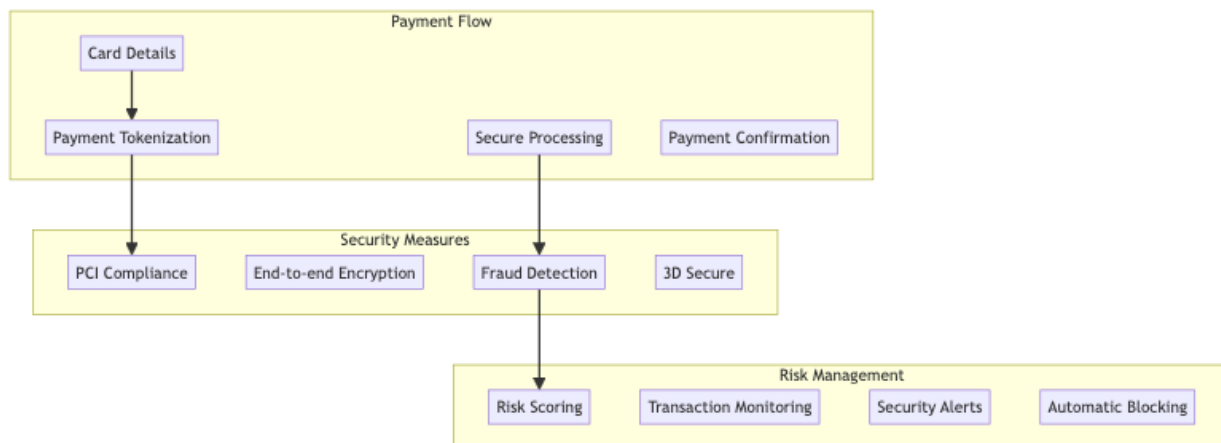 Payment Flow
Card Details
Payment Tokenization
Secure Processing
Payment Confirmation
Security Measures
PCI Compliance
End-to-end Encryption
Fraud Detection
3D Secure
Risk Management
Risk Scoring
Transaction Monitoring
Security Alerts
Automatic Blocking